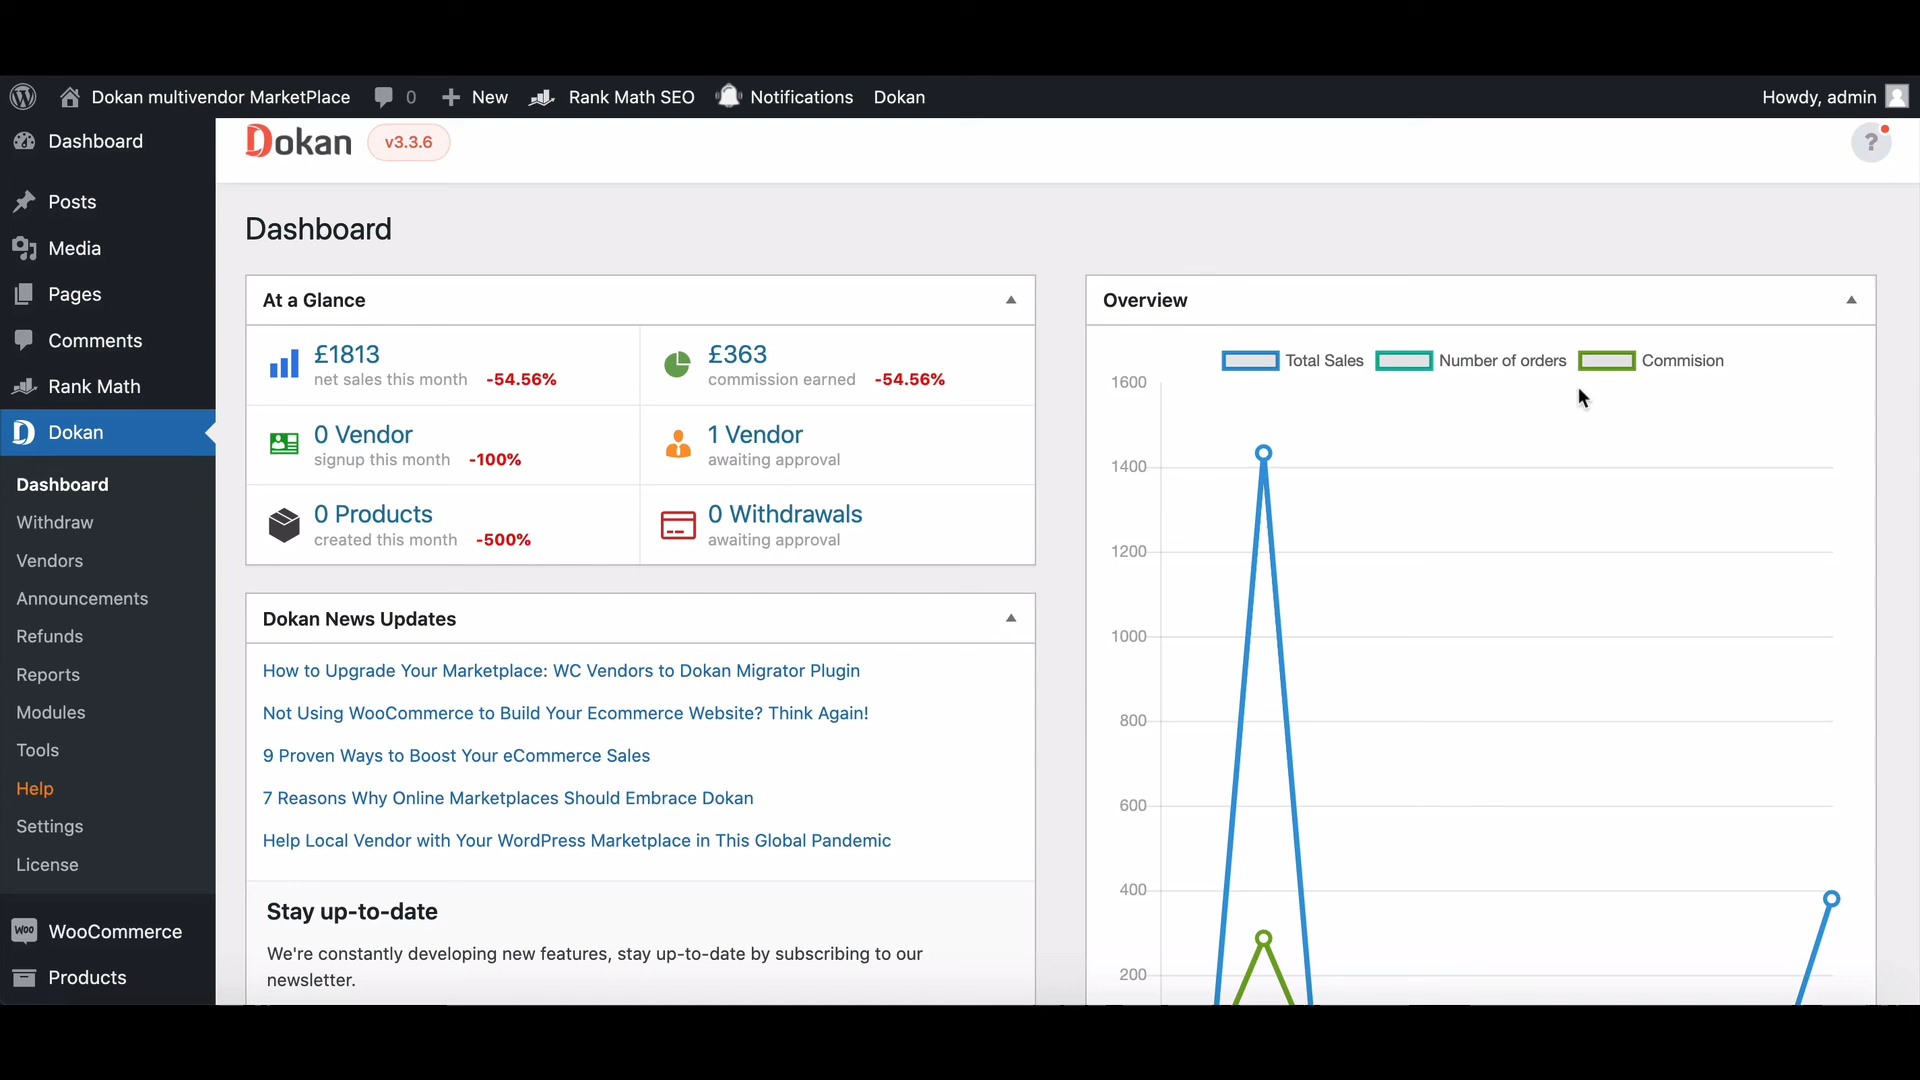 Dokan multivendor MarketPlace 0 New Rank Math SEO Notifications Dokan Howdy, admin
Dashboard
Posts
Media
Pages
Comments
Rank Math
Dokan
Dashboard
Withdraw
Vendors
Announcements
Refunds
Reports
Modules
Tools
Help
Settings
License
WooCommerce
Woo
Products
Dokan v3.3.6 ?
Dashboard
At a Glance
£1813
net sales this month -54.56%
£363
commission earned -54.56%
0 Vendor
signup this month -100%
1 Vendor
awaiting approval
0 Products
created this month -500%
0 Withdrawals
awaiting approval
Dokan News Updates
How to Upgrade Your Marketplace: WC Vendors to Dokan Migrator Plugin
Not Using WooCommerce to Build Your Ecommerce Website? Think Again!
9 Proven Ways to Boost Your eCommerce Sales
7 Reasons Why Online Marketplaces Should Embrace Dokan
Help Local Vendor with Your WordPress Marketplace in This Global Pandemic
Stay up-to-date
We're constantly developing new features, stay up-to-date by subscribing to our
newsletter.
Overview
Total Sales Number of orders Commision
1600
1400
1200
1000
800
600
400
200